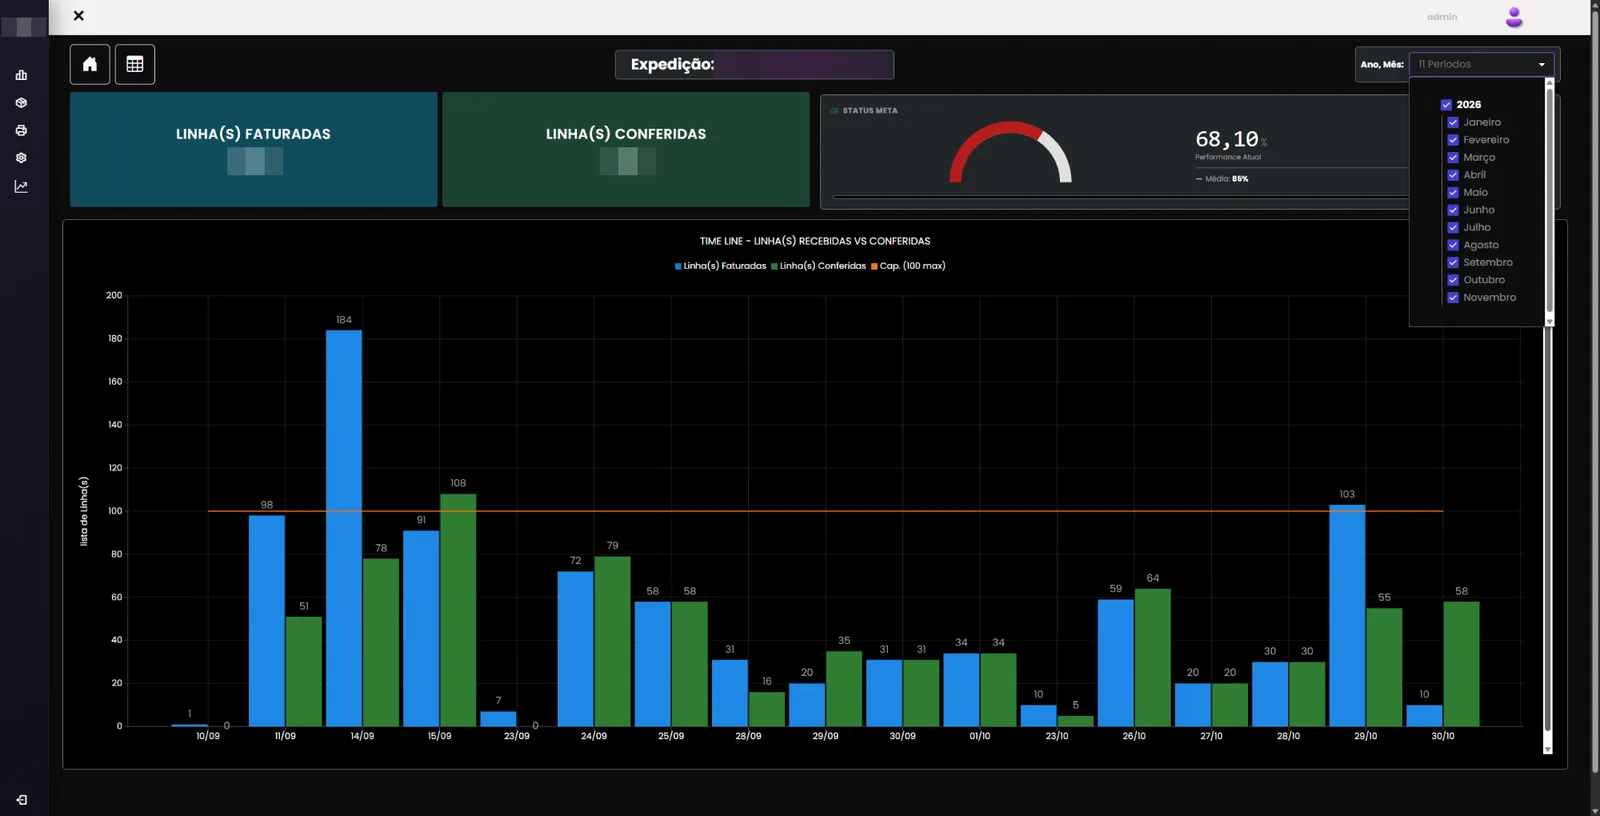 ✕
admin
Expedição:
Ano, Mês:
11 Períodos
2026
Janeiro
Fevereiro
Março
Abril
Maio
Junho
Julho
Agosto
Setembro
Outubro
Novembro
LINHA(S) FATURADAS
LINHA(S) CONFERIDAS
STATUS META
68,10%
Performance Atual
— Média: 85%
TIME LINE - LINHA(S) RECEBIDAS VS CONFERIDAS
Linha(s) Faturadas Linha(s) Conferidas Cap. (100 max)
lista de Linha(s)
200
180
160
140
120
100
80
60
40
20
0
1 0
98 51
184 78
91 108
7 0
72 79
58 58
31 16
20 35
31 31
34 34
10 5
59 64
20 20
30 30
103 55
10 58
10/09 11/09 14/09 15/09 23/09 24/09 25/09 28/09 29/09 30/09 01/10 23/10 26/10 27/10 28/10 29/10 30/10